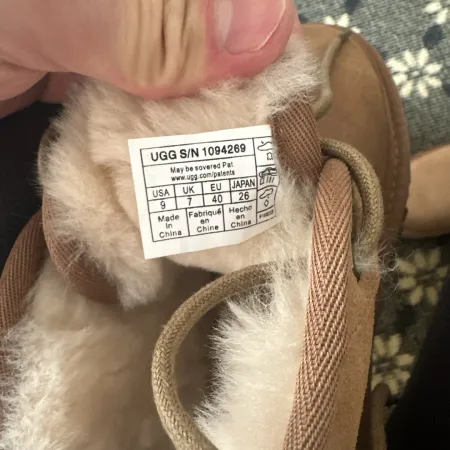 UGG S/N 1094269
May be sovered Pat
www.ugg.com/patents
USA UK EU JAPAN
9 7 40 26
Made in China Fabriqué en Chine Hecho en China